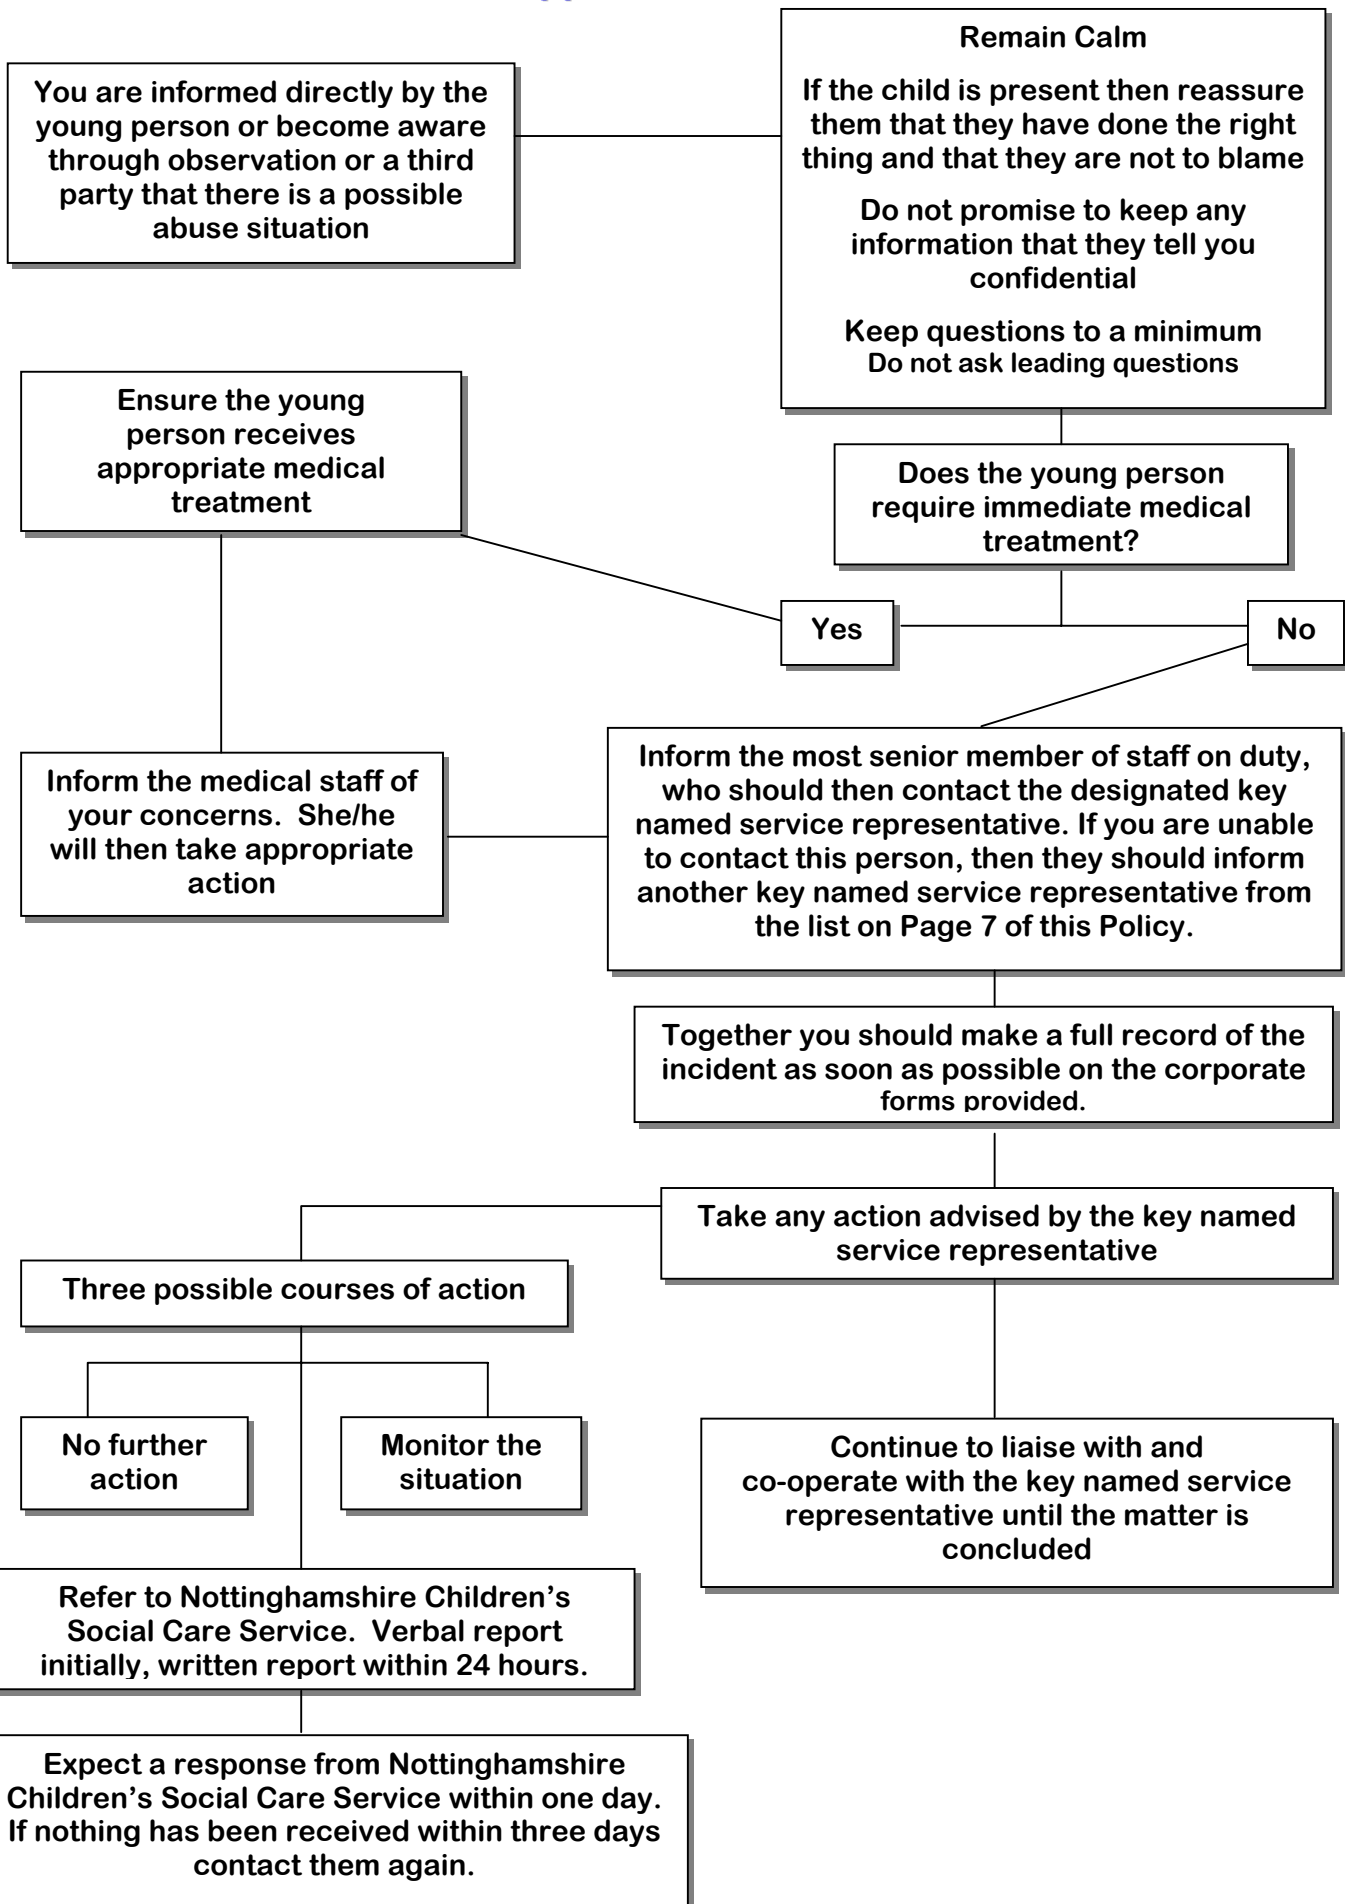 You are informed directly by the
young person or become aware
through observation or a third
party that there is a possible
abuse situation
Remain Calm
If the child is present then reassure
them that they have done the right
thing and that they are not to blame
Do not promise to keep any
information that they tell you
confidential
Keep questions to a minimum
Do not ask leading questions
Does the young person
require immediate medical
treatment?
Yes
No
Ensure the young
person receives
appropriate medical
treatment
Inform the medical staff of
your concerns. She/he
will then take appropriate
action
Inform the most senior member of staff on duty,
who should then contact the designated key
named service representative. If you are unable
to contact this person, then they should inform
another key named service representative from
the list on Page 7 of this Policy.
Together you should make a full record of the
incident as soon as possible on the corporate
forms provided.
Take any action advised by the key named
service representative
Three possible courses of action
No further
action
Monitor the
situation
Continue to liaise with and
co-operate with the key named service
representative until the matter is
concluded
Refer to Nottinghamshire Children’s
Social Care Service. Verbal report
initially, written report within 24 hours.
Expect a response from Nottinghamshire
Children’s Social Care Service within one day.
If nothing has been received within three days
contact them again.